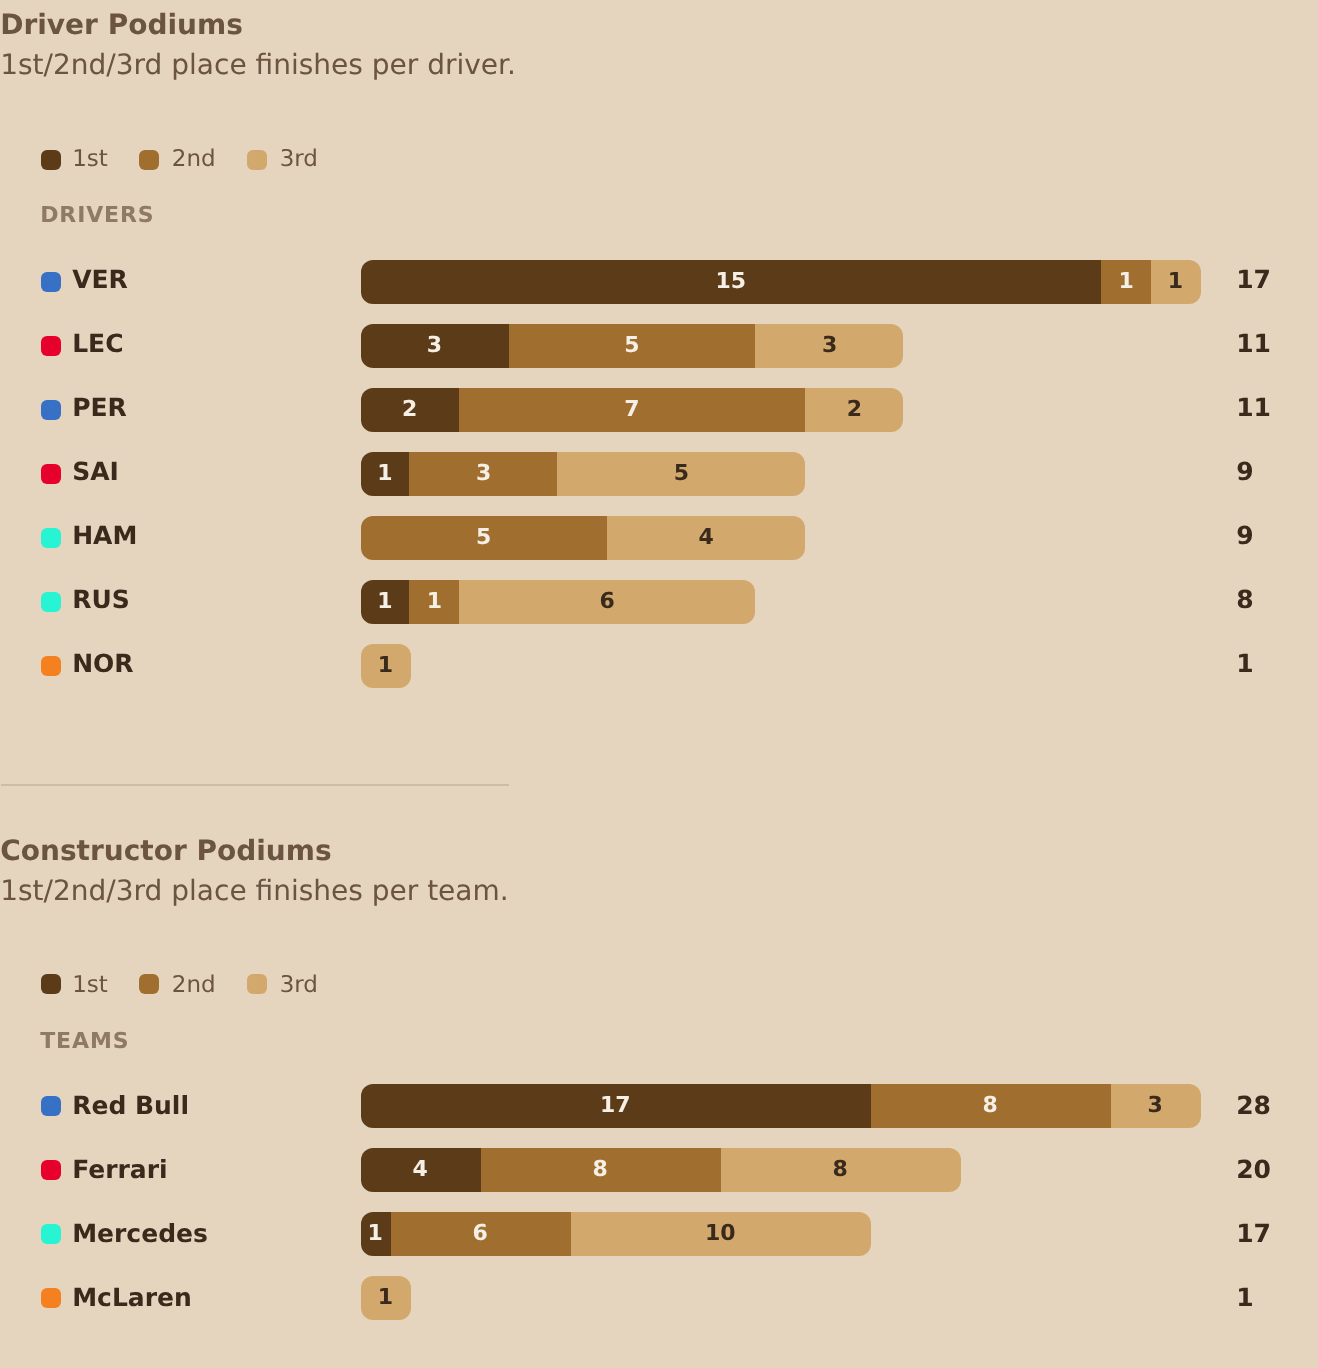 Driver Podiums
1st/2nd/3rd place finishes per driver.
1st 2nd 3rd
DRIVERS
VER 15 1 1 17
LEC 3 5 3 11
PER 2 7 2 11
SAI 1 3 5 9
HAM 5 4 9
RUS 1 1 6 8
NOR 1 1
Constructor Podiums
1st/2nd/3rd place finishes per team.
1st 2nd 3rd
TEAMS
Red Bull 17 8 3 28
Ferrari 4 8 8 20
Mercedes 1 6 10 17
McLaren 1 1